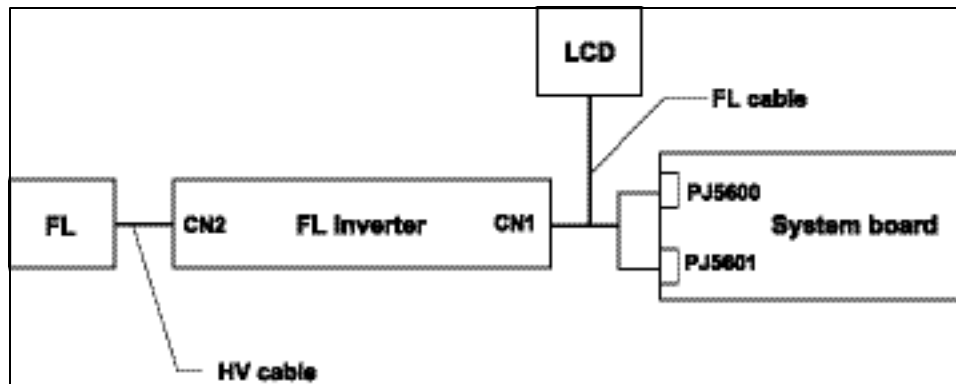 LCD
FL cable
PJ5600
FL
CN2
FL inverter
CN1
System board
PJ5601
HV cable